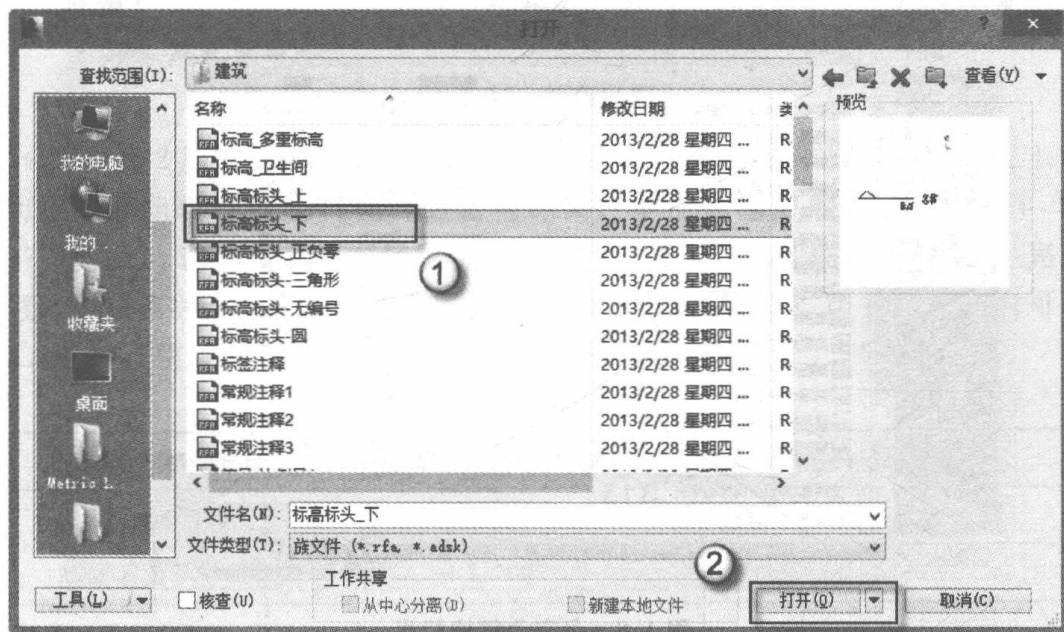 打开
查找范围(I):
建筑
查看(V)
名称
修改日期
类
预览
标高_多重标高 2013/2/28 星期四 ... R
标高_卫生间 2013/2/28 星期四 ... R
标高标头_上 2013/2/28 星期四 ... R
标高标头_下 2013/2/28 星期四 ... R
标高标头_正负零 2013/2/28 星期四 ... R
标高标头-三角形 2013/2/28 星期四 ... R
标高标头-无编号 2013/2/28 星期四 ... R
标高标头-圆 2013/2/28 星期四 ... R
标签注释 2013/2/28 星期四 ... R
常规注释1 2013/2/28 星期四 ... R
常规注释2 2013/2/28 星期四 ... R
常规注释3 2013/2/28 星期四 ... R
我的电脑
我的...
收藏夹
桌面
Metric L...
①
文件名(N): 标高标头_下
文件类型(T): 族文件 (*.rfa, *.adsk)
②
工具(L)
核查(U)
工作共享
从中心分离(D)
新建本地文件
打开(O)
取消(C)